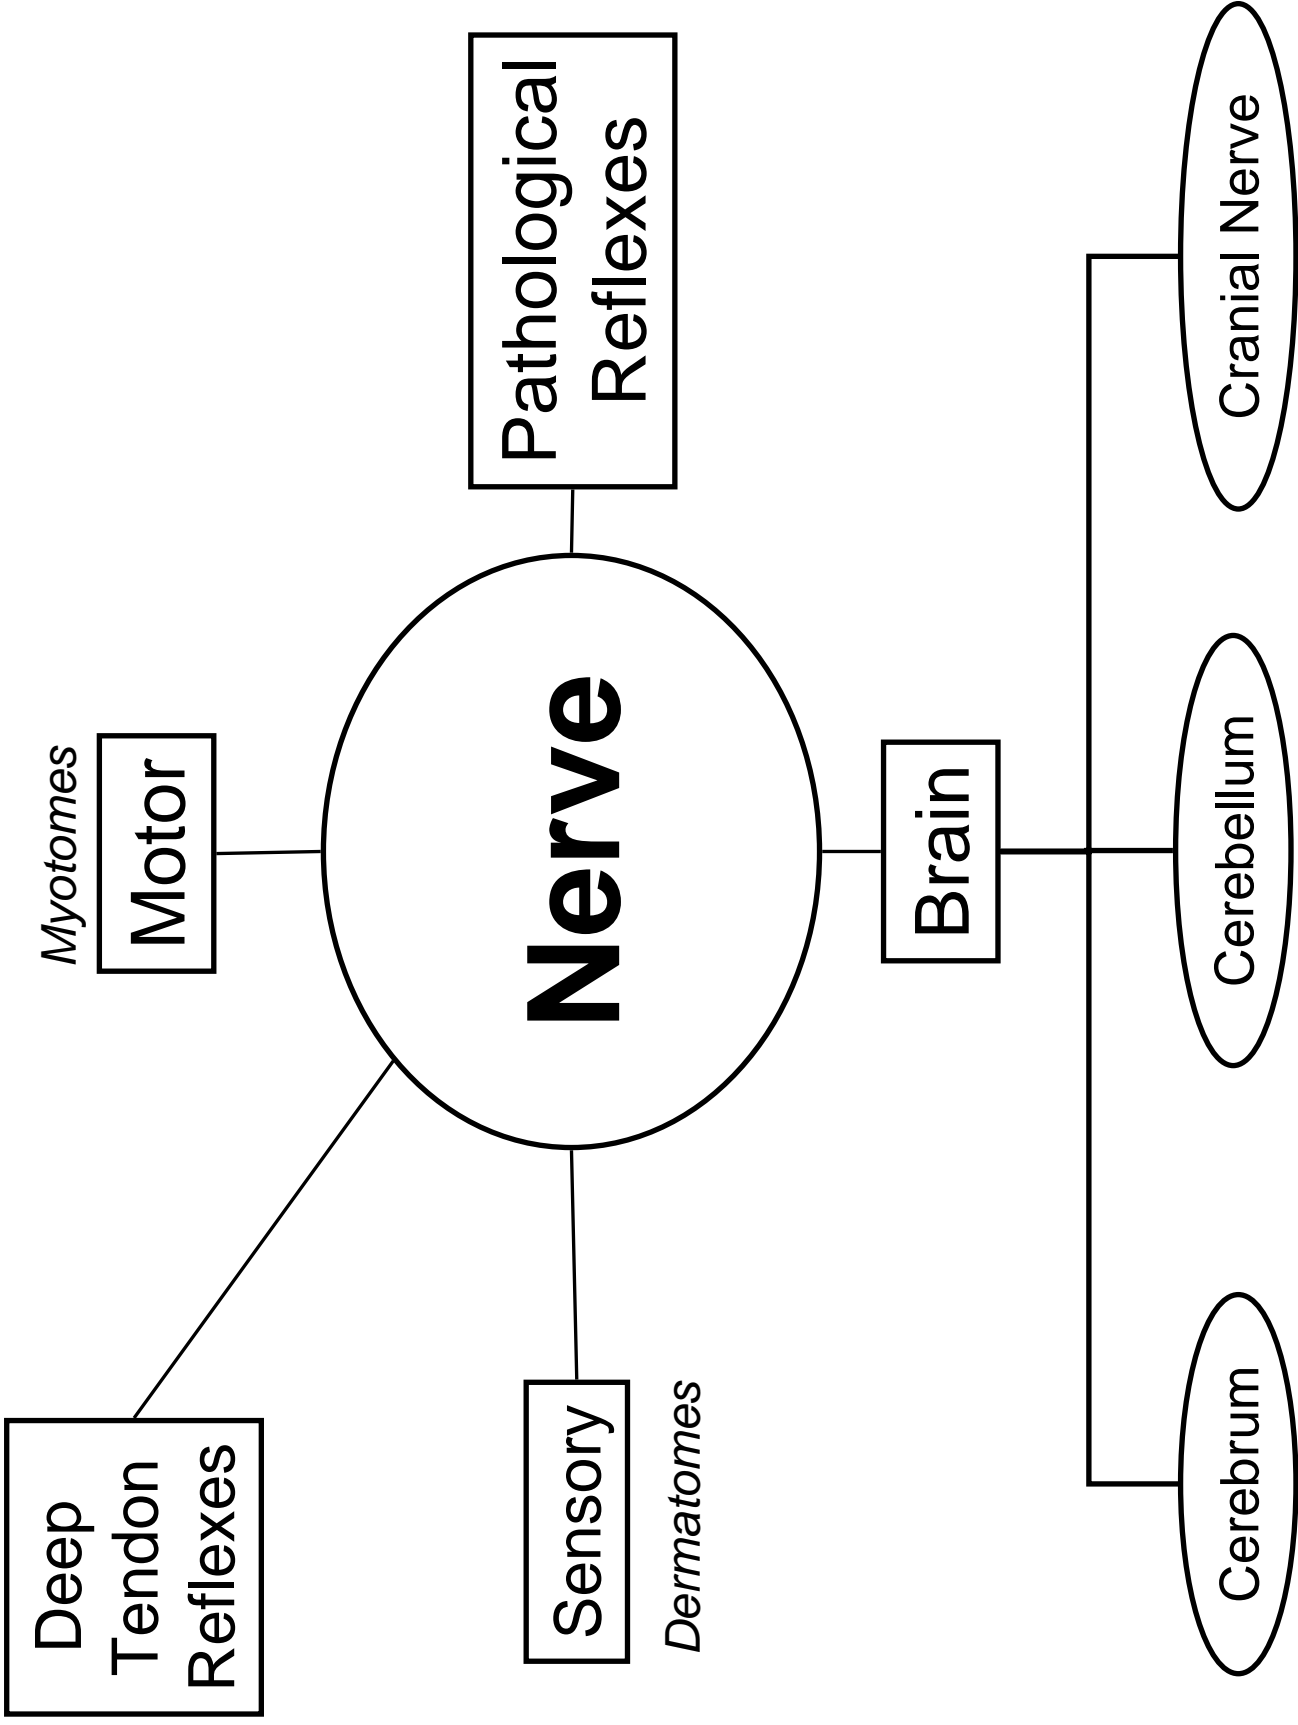 Myotomes
Deep
Tendon
Reflexes
Motor
Sensory
Dermatomes
Nerve
Pathological
Reflexes
Brain
Cerebrum
Cerebellum
Cranial Nerve